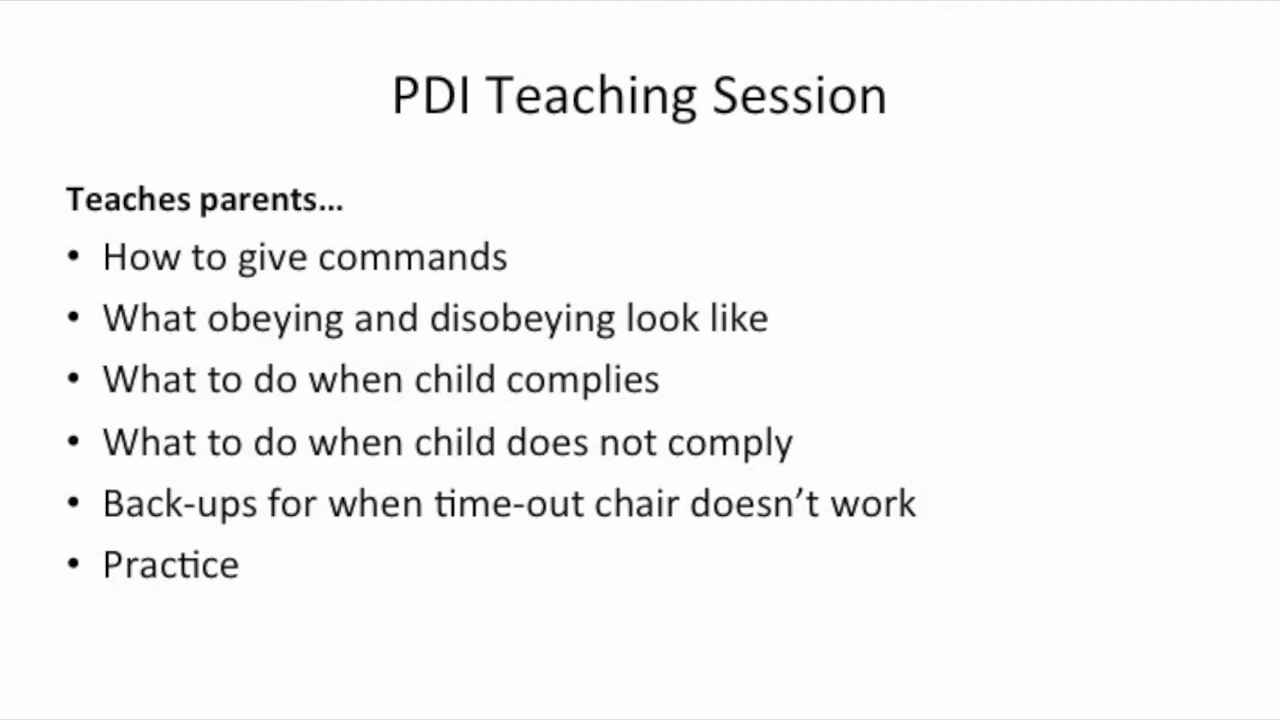 PDI Teaching Session
Teaches parents...
• How to give commands
• What obeying and disobeying look like
• What to do when child complies
• What to do when child does not comply
• Back-ups for when time-out chair doesn’t work
• Practice